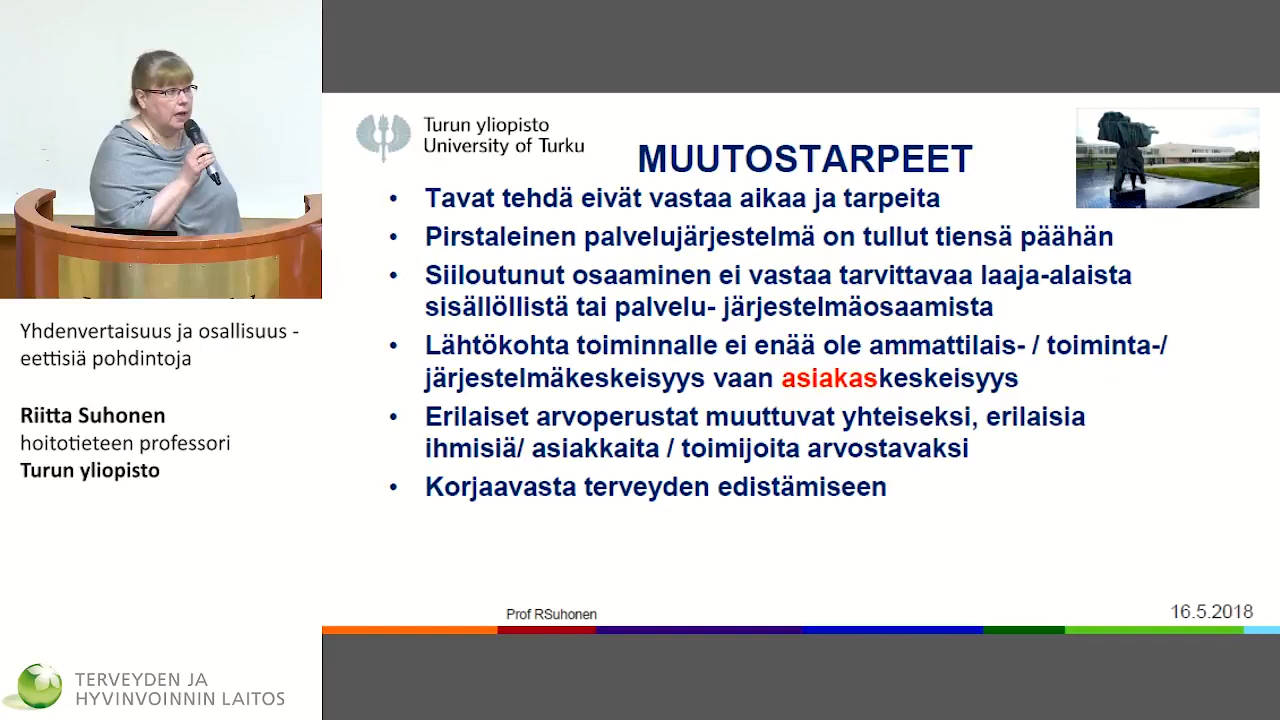 Yhdenvertaisuus ja osallisuus -
eettisiä pohdintoja
Riitta Suhonen
hoitotieteen professori
Turun yliopisto
TERVEYDEN JA
HYVINVOINNIN LAITOS
Turun yliopisto
University of Turku
MUUTOSTARPEET
• Tavat tehdä eivät vastaa aikaa ja tarpeita
• Pirstaleinen palvelujärjestelmä on tullut tiensä päähän
• Siiloutunut osaaminen ei vastaa tarvittavaa laaja-alaista
sisällöllistä tai palvelu- järjestelmäosaamista
• Lähtökohta toiminnalle ei enää ole ammattilais- / toiminta-/
järjestelmäkeskeisyys vaan asiakaskeskeisyys
• Erilaiset arvoperustat muuttuvat yhteiseksi, erilaisia
ihmisiä/ asiakkaita / toimijoita arvostavaksi
• Korjaavasta terveyden edistämiseen
Prof RSuhonen
16.5.2018